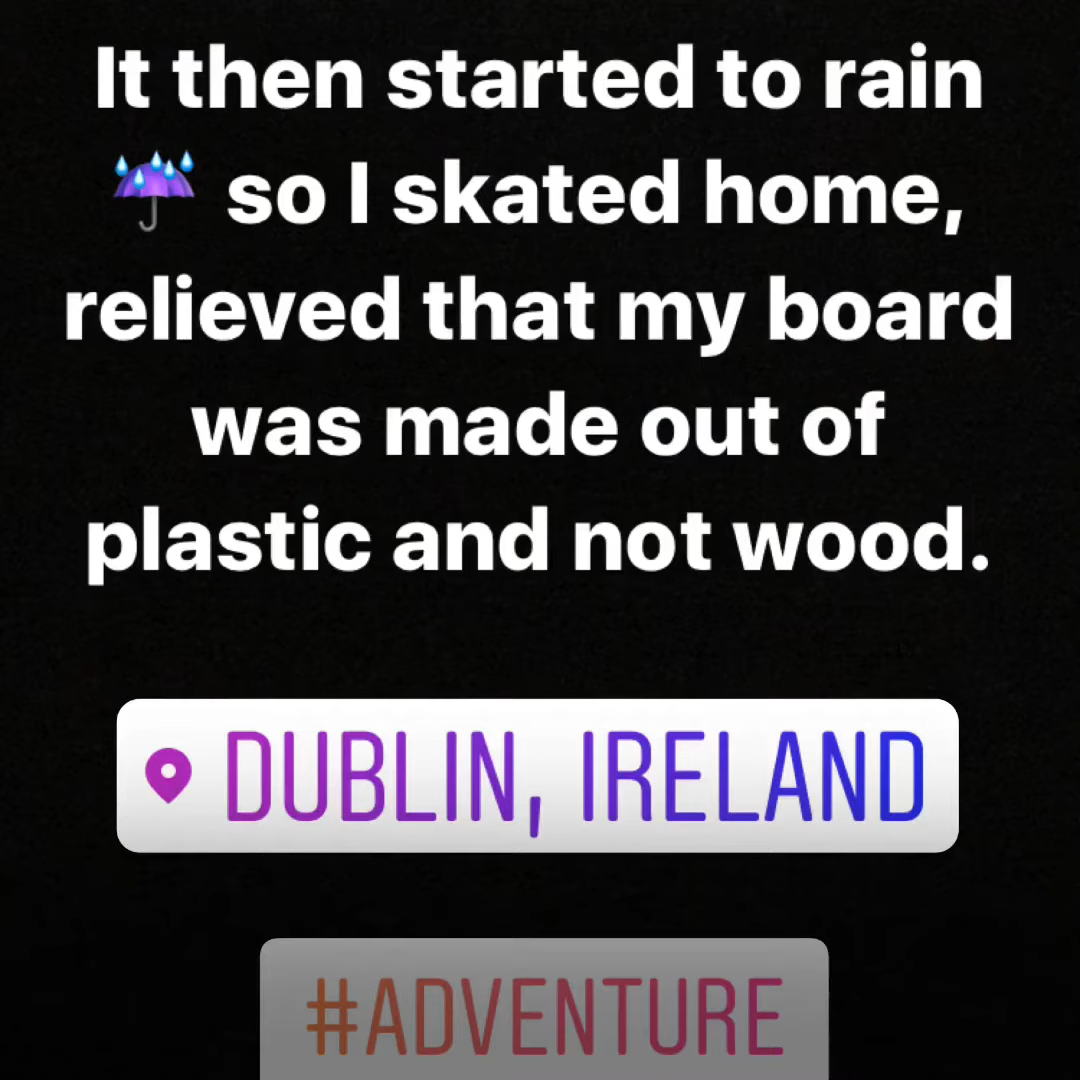 It then started to rain
☔ so I skated home,
relieved that my board
was made out of
plastic and not wood.
DUBLIN, IRELAND
#ADVENTURE